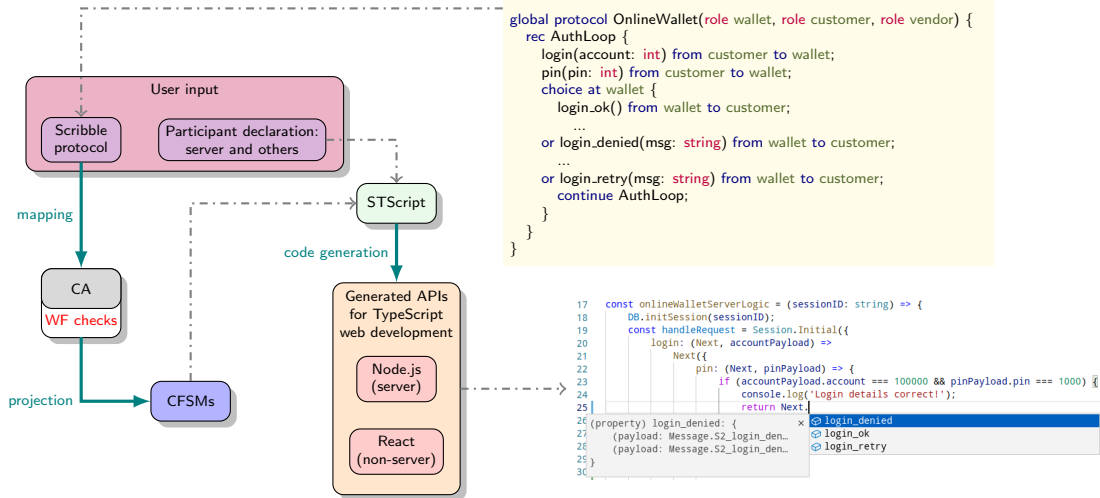 global protocol OnlineWallet(role wallet, role customer, role vendor) {
rec AuthLoop {
login(account: int) from customer to wallet;
pin(pin: int) from customer to wallet;
choice at wallet {
login_ok() from wallet to customer;
...
or login_denied(msg: string) from wallet to customer;
...
or login_retry(msg: string) from wallet to customer;
continue AuthLoop;
}
}
}
User input
Scribble
protocol
Participant declaration:
server and others
mapping
STScript
code generation
CA
WF checks
projection
CFSMs
Generated APIs
for TypeScript
web development
Node.js
(server)
React
(non-server)
17 const onlineWalletServerLogic = (sessionID: string) => {
18 DB.initSession(sessionID);
19 const handleRequest = Session.Initial({
20 login: (Next, accountPayload) =>
21 Next({
22 pin: (Next, pinPayload) => {
23 if (accountPayload.account === 100000 && pinPayload.pin === 1000) {
24 console.log('Login details correct!');
25 return Next.
(property) login_denied: {
(payload: Message.S2_login_den…
(payload: Message.S2_login_den…
}
×
login_denied
login_ok
login_retry